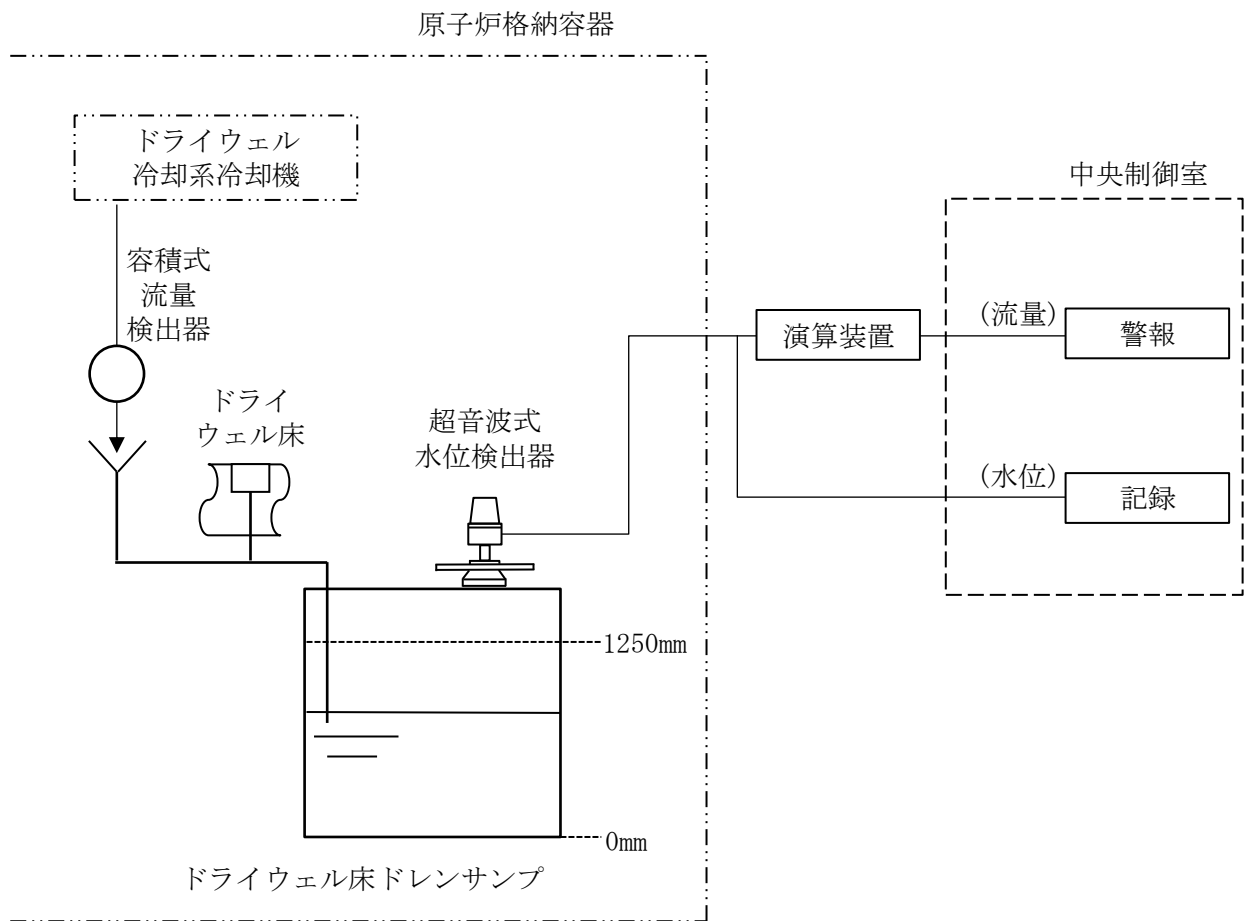 原子炉格納容器
ドライウェル
冷却系冷却機
中央制御室
容積式
流量
検出器
演算装置
(流量)
警報
ドライ
ウェル床
超音波式
水位検出器
(水位)
記録
1250mm
0mm
ドライウェル床ドレンサンプ